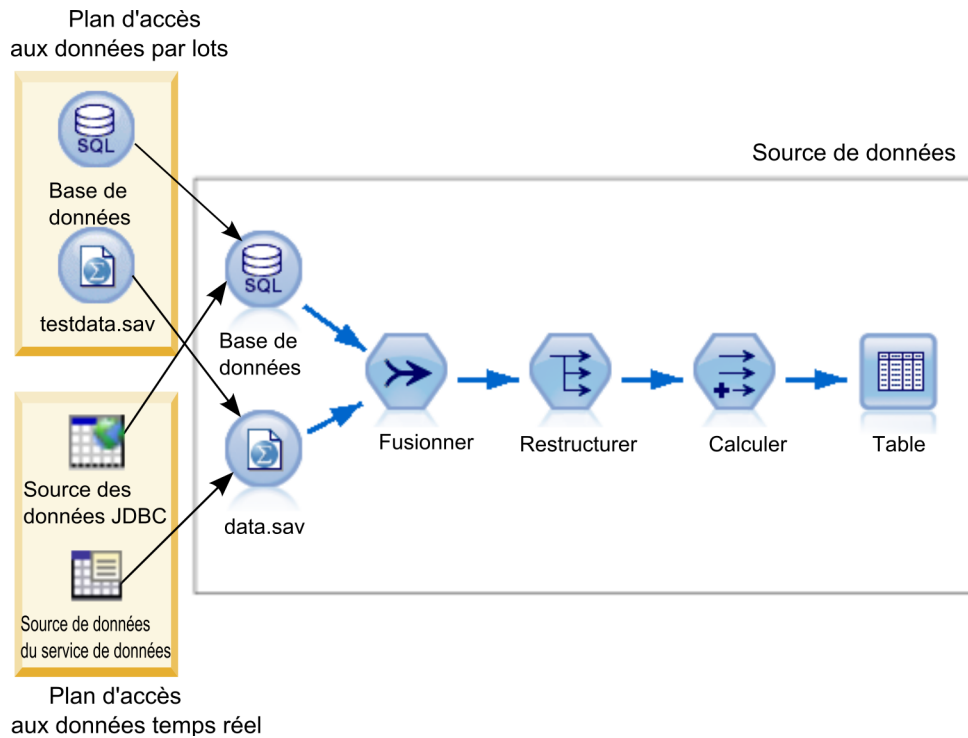 Plan d'accès
aux données par lots
SQL
Base de
données
testdata.sav
Source de données
SQL
Base de
données
data.sav
Fusionner
Restructurer
Calculer
Table
Source des
données JDBC
Source de données
du service de données
Plan d'accès
aux données temps réel